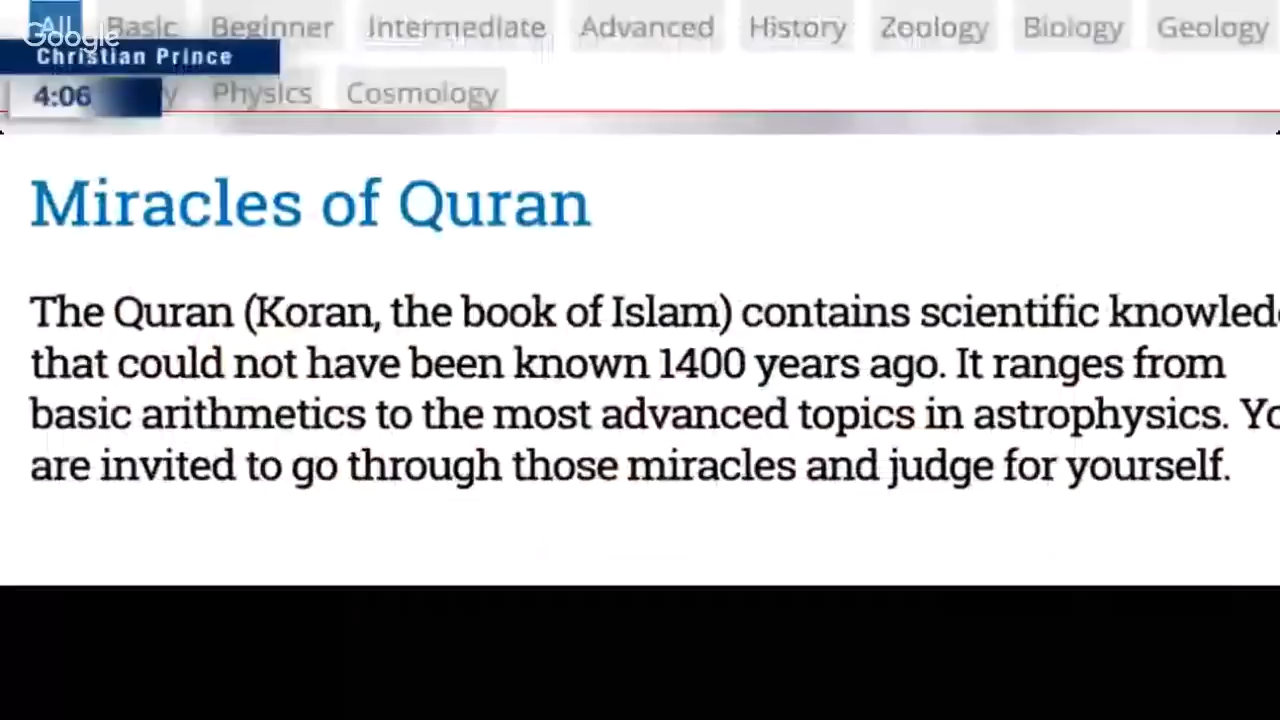 All Basic Beginner Intermediate Advanced History Zoology Biology Geology
Google
Christian Prince
4:06 Physics Cosmology
Miracles of Quran
The Quran (Koran, the book of Islam) contains scientific
that could not have been known 1400 years ago. It ranges from
basic arithmetics to the most advanced topics in astrophysics.
are invited to go through those miracles and judge for yourself.